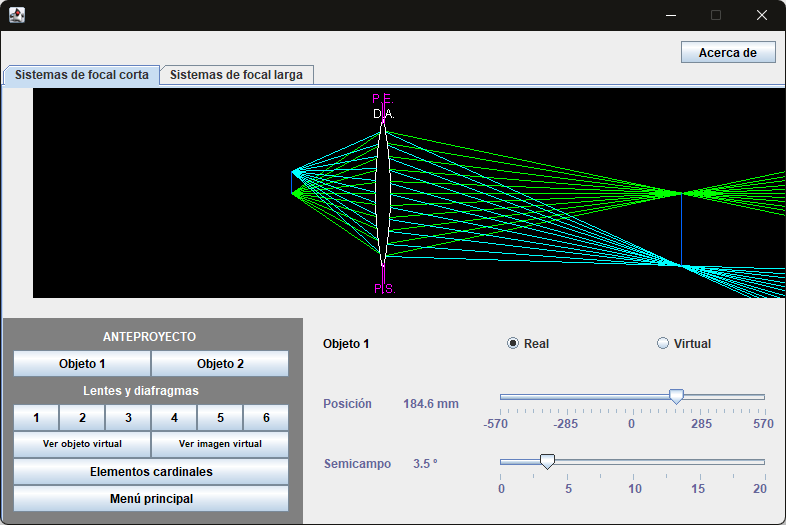 Acerca de
Sistemas de focal corta Sistemas de focal larga
P.E.
D.A.
P.S.
ANTEPROYECTO
Objeto 1 Objeto 2
Lentes y diafragmas
1 2 3 4 5 6
Ver objeto virtual Ver imagen virtual
Elementos cardinales
Menú principal
Objeto 1 Real Virtual
Posición 184.6 mm
-570 -285 0 285 570
Semicampo 3.5 º
0 5 10 15 20